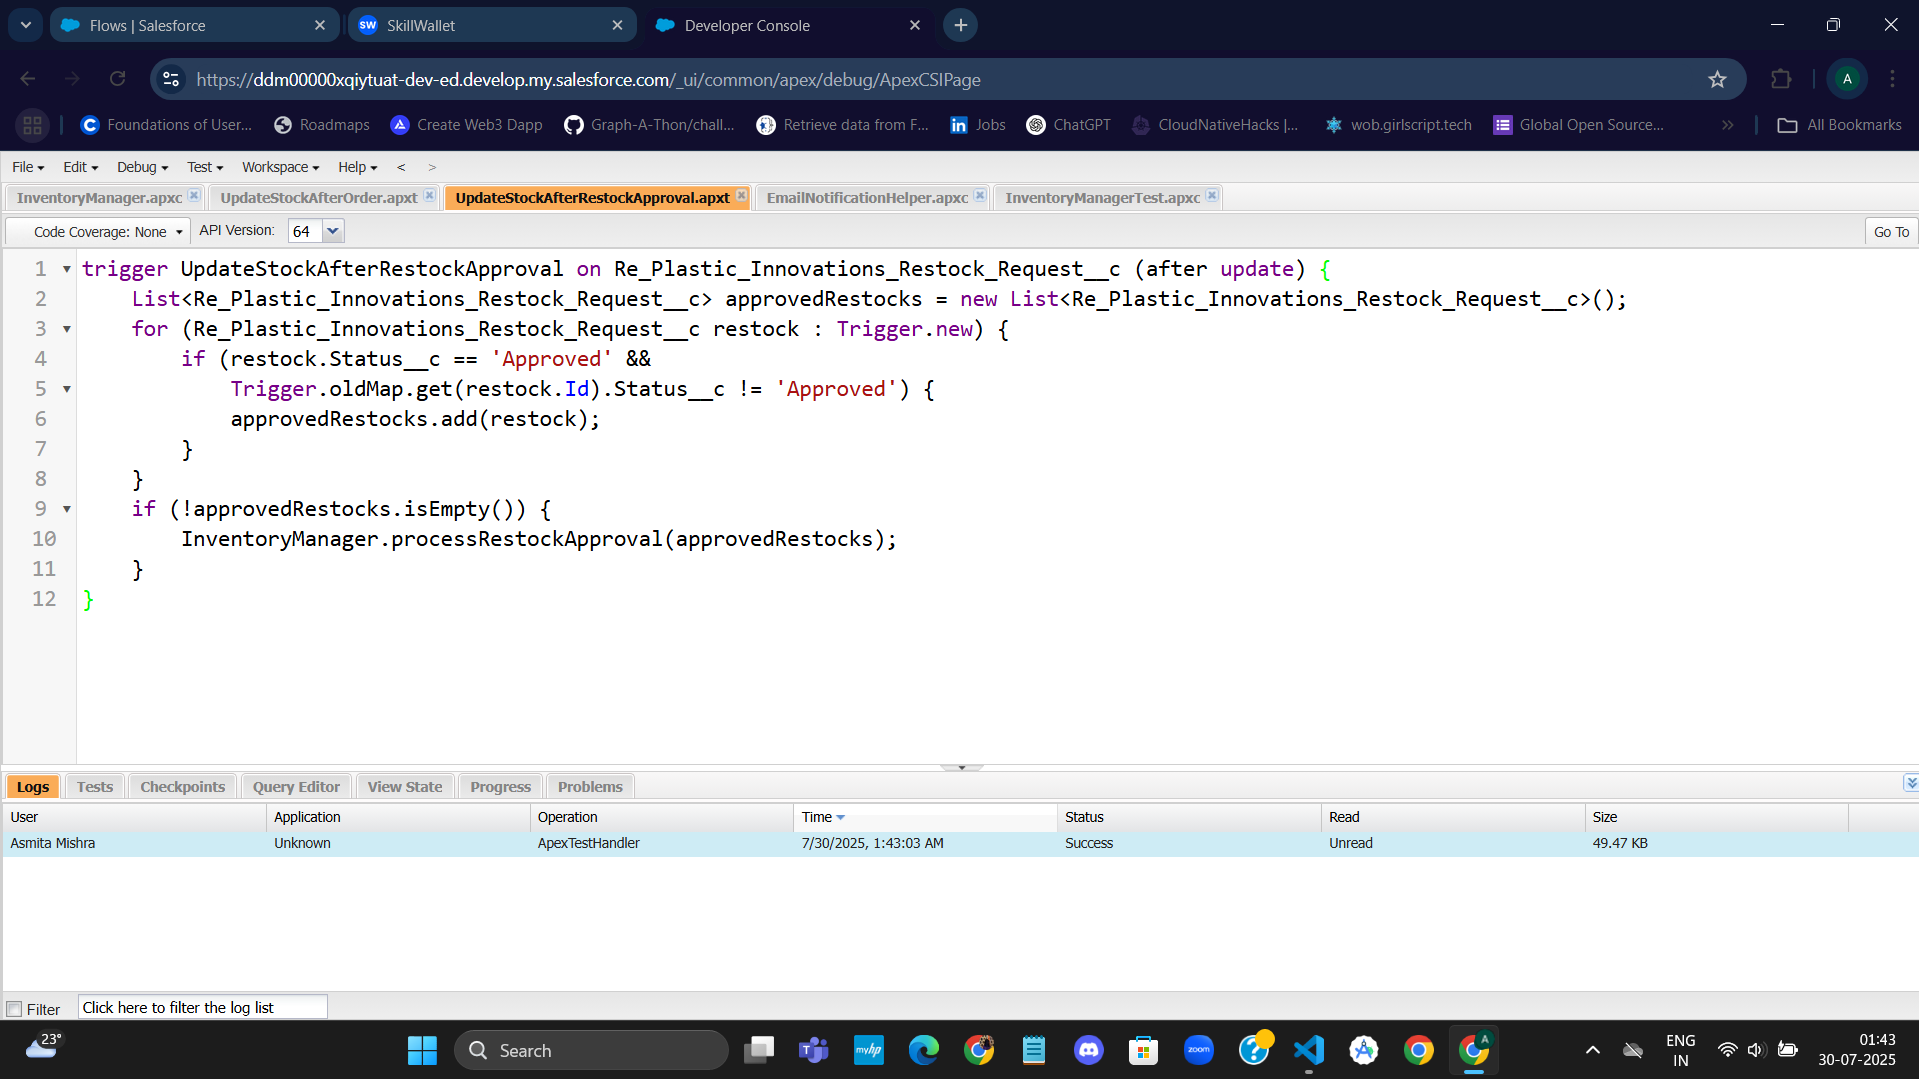 Flows | Salesforce
SkillWallet
Developer Console
https://ddm00000xqiytuat-dev-ed.develop.my.salesforce.com/_ui/common/apex/debug/ApexCSIPage
A
Foundations of User...
Roadmaps
Create Web3 Dapp
Graph-A-Thon/chall...
Retrieve data from F...
Jobs
ChatGPT
CloudNativeHacks |...
wob.girlscript.tech
Global Open Source...
All Bookmarks
File Edit Debug Test Workspace Help < >
InventoryManager.apxc UpdateStockAfterOrder.apxt UpdateStockAfterRestockApproval.apxt EmailNotificationHelper.apxc InventoryManagerTest.apxc
Code Coverage: None API Version: 64 Go To
1 trigger UpdateStockAfterRestockApproval on Re_Plastic_Innovations_Restock_Request__c (after update) {
2 List<Re_Plastic_Innovations_Restock_Request__c> approvedRestocks = new List<Re_Plastic_Innovations_Restock_Request__c>();
3 for (Re_Plastic_Innovations_Restock_Request__c restock : Trigger.new) {
4 if (restock.Status__c == 'Approved' &&
5 Trigger.oldMap.get(restock.Id).Status__c != 'Approved') {
6 approvedRestocks.add(restock);
7 }
8 }
9 if (!approvedRestocks.isEmpty()) {
10 InventoryManager.processRestockApproval(approvedRestocks);
11 }
12 }
Logs Tests Checkpoints Query Editor View State Progress Problems
User Application Operation Time Status Read Size
Asmita Mishra Unknown ApexTestHandler 7/30/2025, 1:43:03 AM Success Unread 49.47 KB
Filter Click here to filter the log list
23°
Search
myhp
zoom
A
ENG
IN
01:43
30-07-2025